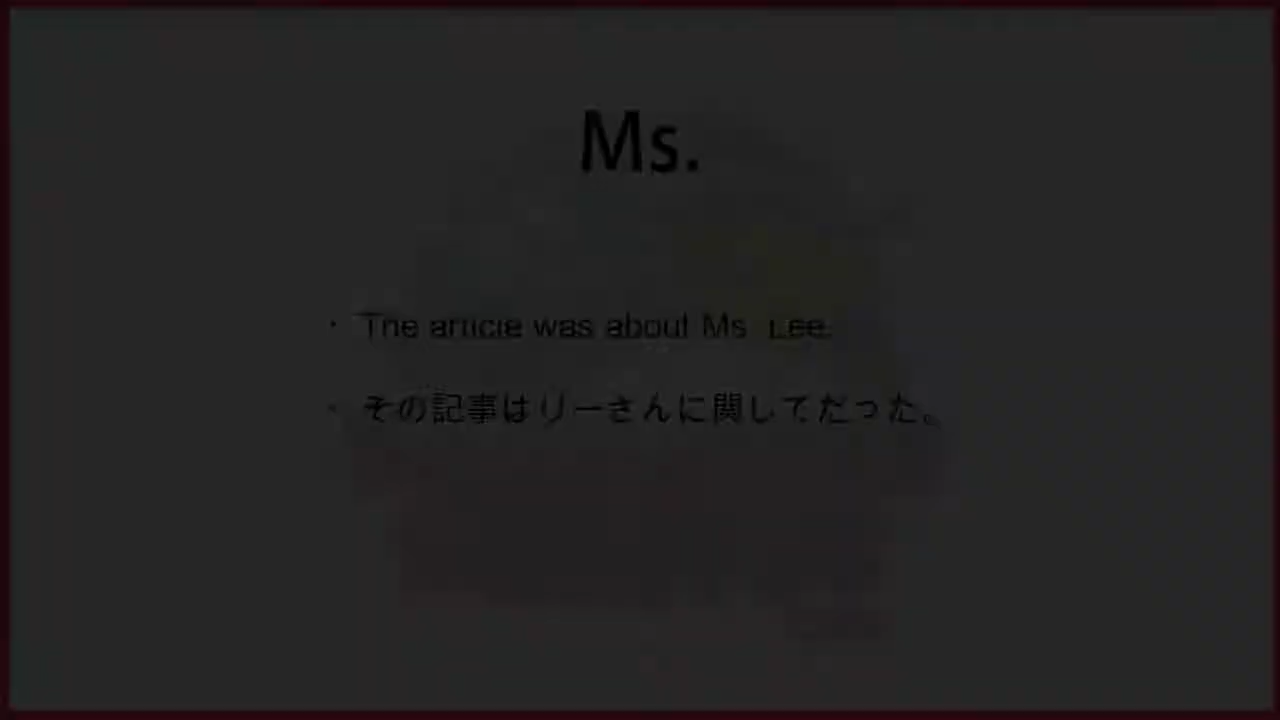 Ms.
・ The article was about Ms. Lee.
・ その記事はリーさんに関してだった。